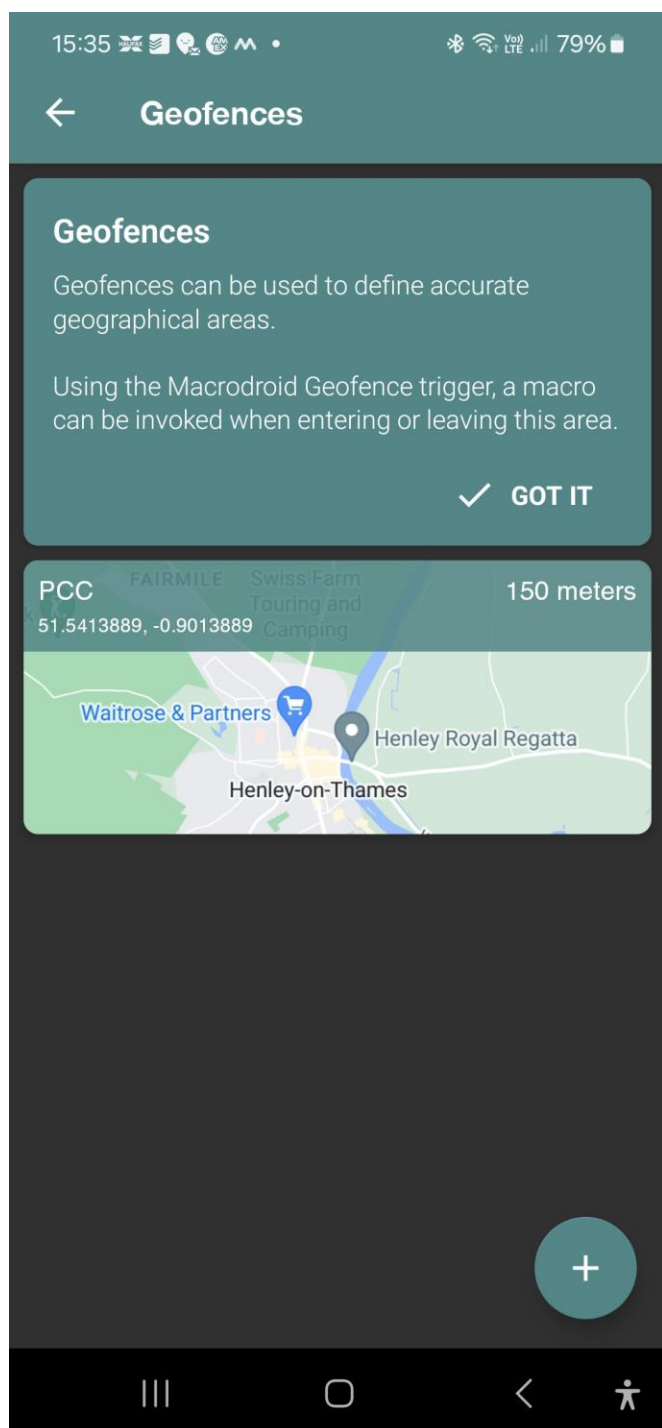 15:35 79%
Geofences
Geofences
Geofences can be used to define accurate
geographical areas.
Using the Macrodroid Geofence trigger, a macro
can be invoked when entering or leaving this area.
GOT IT
FAIRMILE Swiss Farm
Touring and
Camping
PCC 150 meters
51.5413889, -0.9013889
Waitrose & Partners
Henley Royal Regatta
Henley-on-Thames